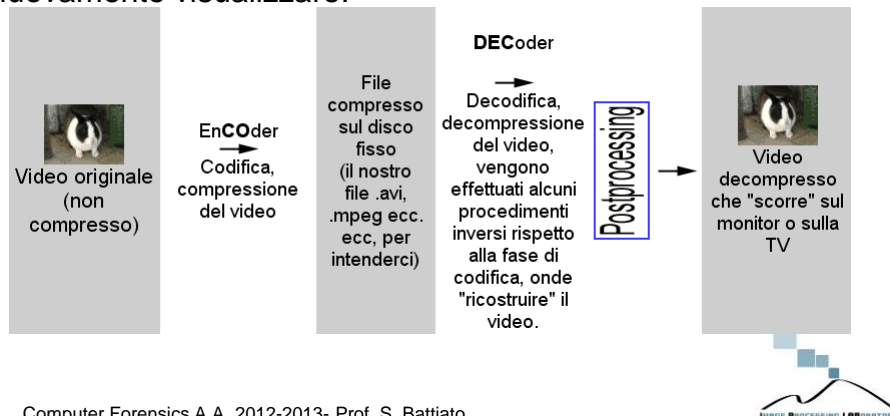 Video originale
(non
compresso)
EnCOder
Codifica,
compressione
del video
File
compresso
sul disco
fisso
(il nostro
file .avi,
.mpeg ecc.
ecc, per
intenderci)
DECoder
Decodifica,
decompressione
del video,
vengono
effettuati alcuni
procedimenti
inversi rispetto
alla fase di
codifica, onde
"ricostruire" il
video.
Postprocessing
Video
decompresso
che "scorre" sul
monitor o sulla
TV
Computer Forensics A.A. 2012-2013- Prof. S. Battiato